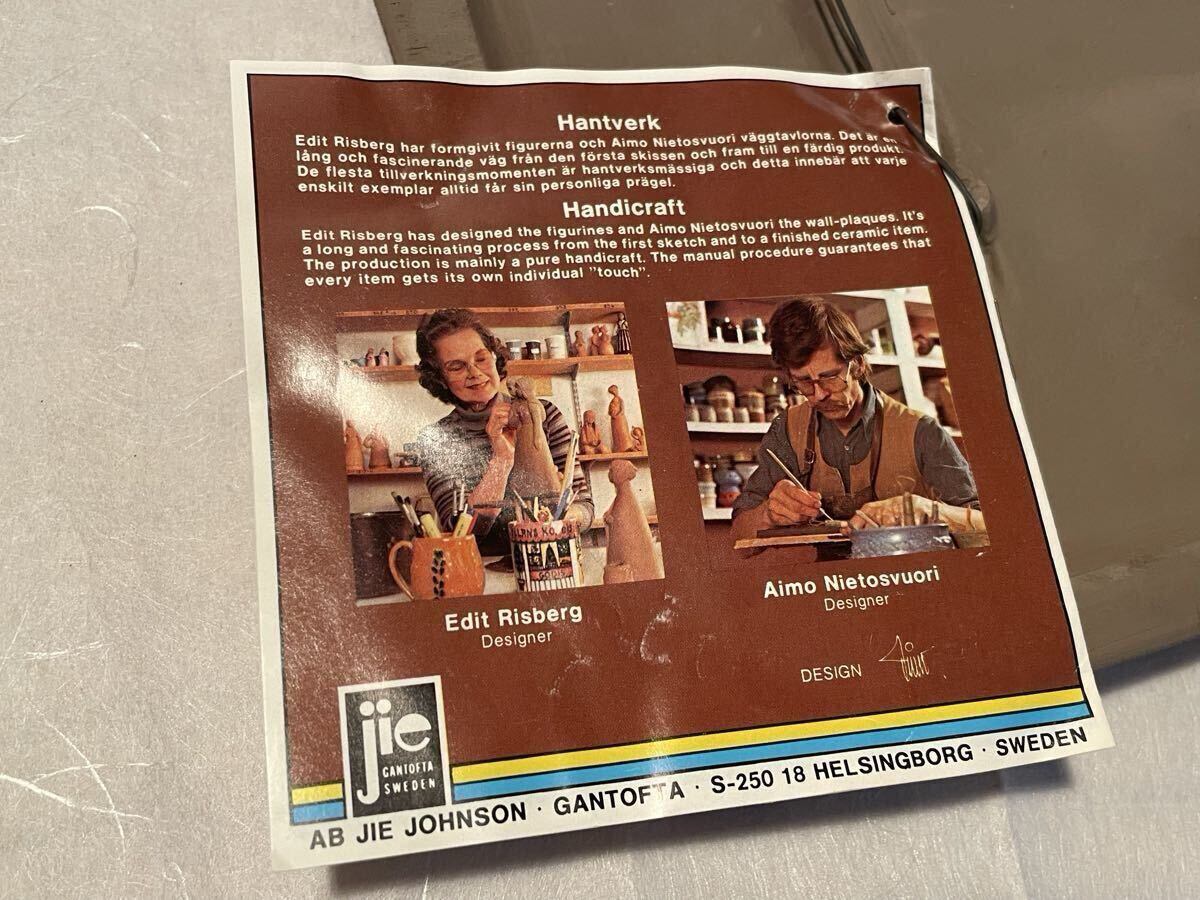 Hantverk
Edit Risberg har formgivit figurerna och Aimo Nietosvuori väggtavlorna. Det är en
lång och fascinerande väg från den första skissen och fram till en färdig produkt.
De flesta tillverkningsmomenten är hantverksmässiga och detta innebär att varje
enskilt exemplar alltid får sin personliga prägel.
Handicraft
Edit Risberg has designed the figurines and Aimo Nietosvuori the wall-plaques. It's
a long and fascinating process from the first sketch and to a finished ceramic item.
The production is mainly a pure handicraft. The manual procedure guarantees that
every item gets its own individual "touch".
Edit Risberg
Designer
Aimo Nietosvuori
Designer
DESIGN
jie
GANTOFTA
SWEDEN
AB JIE JOHNSON · GANTOFTA · S-250 18 HELSINGBORG · SWEDEN